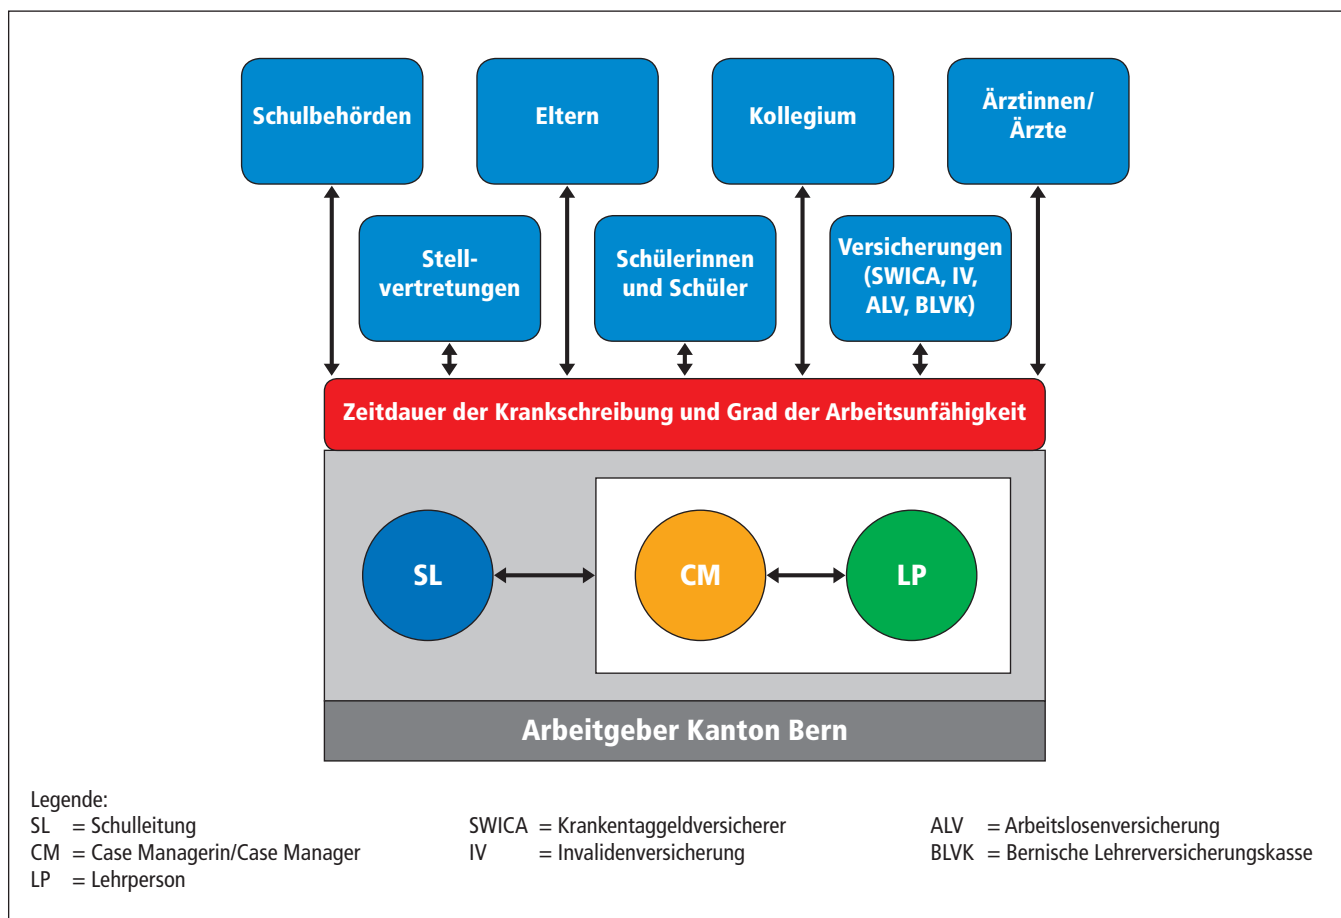 Schulbehörden
Eltern
Kollegium
Ärztinnen/
Ärzte
Stell-
vertretungen
Schülerinnen
und Schüler
Versicherungen
(SWICA, IV,
ALV, BLVK)
Zeitdauer der Krankschreibung und Grad der Arbeitsunfähigkeit
SL
CM
LP
Arbeitgeber Kanton Bern
Legende:
SL = Schulleitung
CM = Case Managerin/Case Manager
LP = Lehrperson
SWICA = Krankentaggeldversicherer
IV = Invalidenversicherung
ALV = Arbeitslosenversicherung
BLVK = Bernische Lehrerversicherungskasse